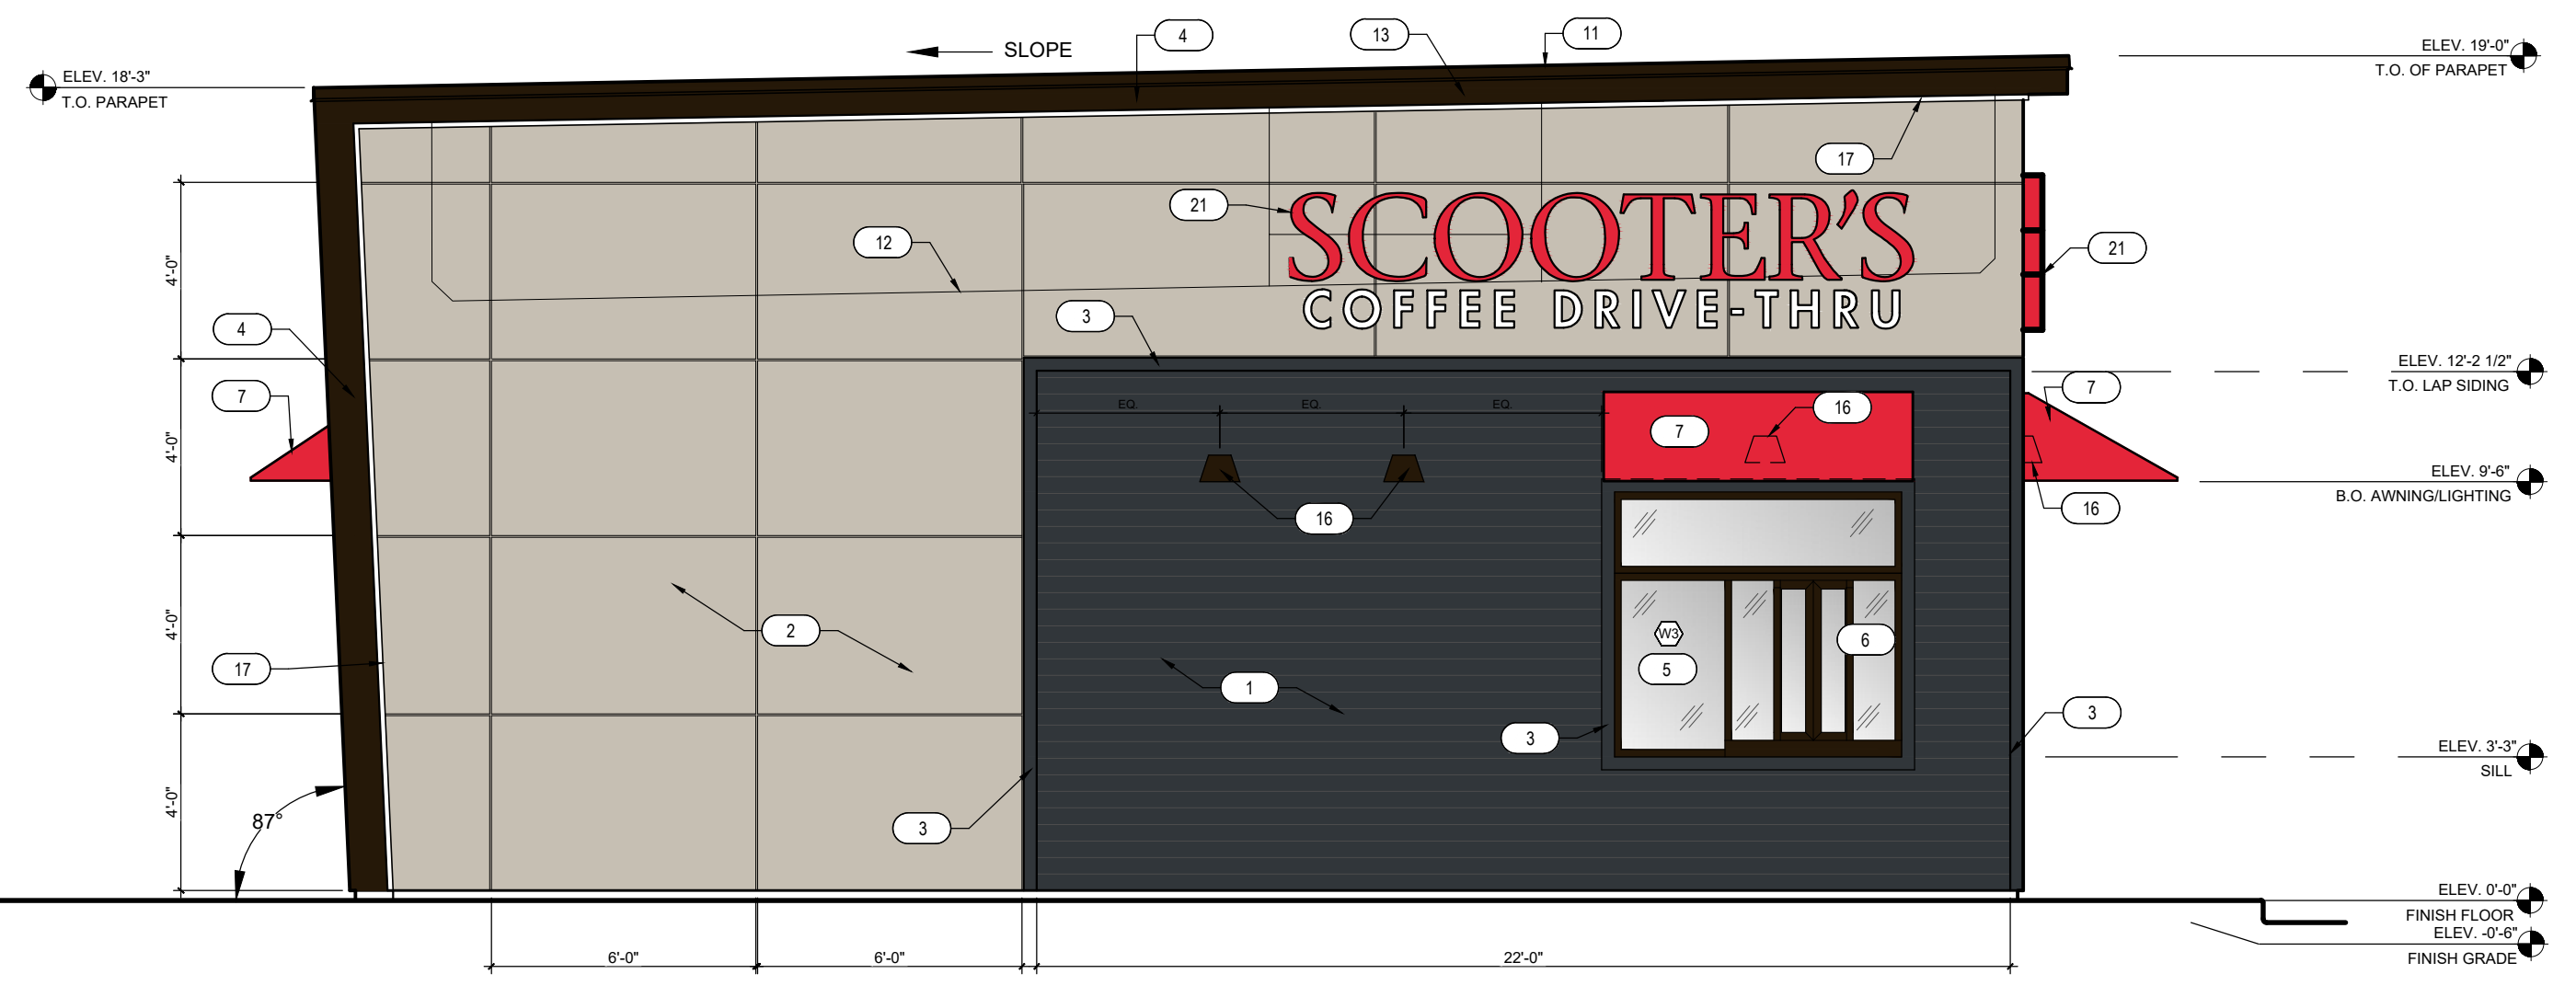 SLOPE
4
13
11
ELEV. 18'-3"
T.O. PARAPET
ELEV. 19'-0"
T.O. OF PARAPET
17
21
SCOOTER'S
COFFEE DRIVE-THRU
12
21
3
4'-0"
4
7
ELEV. 12'-2 1/2"
T.O. LAP SIDING
7
EQ.
EQ.
EQ.
7
16
4'-0"
16
ELEV. 9'-6"
B.O. AWNING/LIGHTING
16
4'-0"
2
W3
5
6
17
1
3
3
ELEV. 3'-3"
SILL
4'-0"
87°
3
ELEV. 0'-0"
FINISH FLOOR
ELEV. -0'-6"
FINISH GRADE
6'-0"
6'-0"
22'-0"